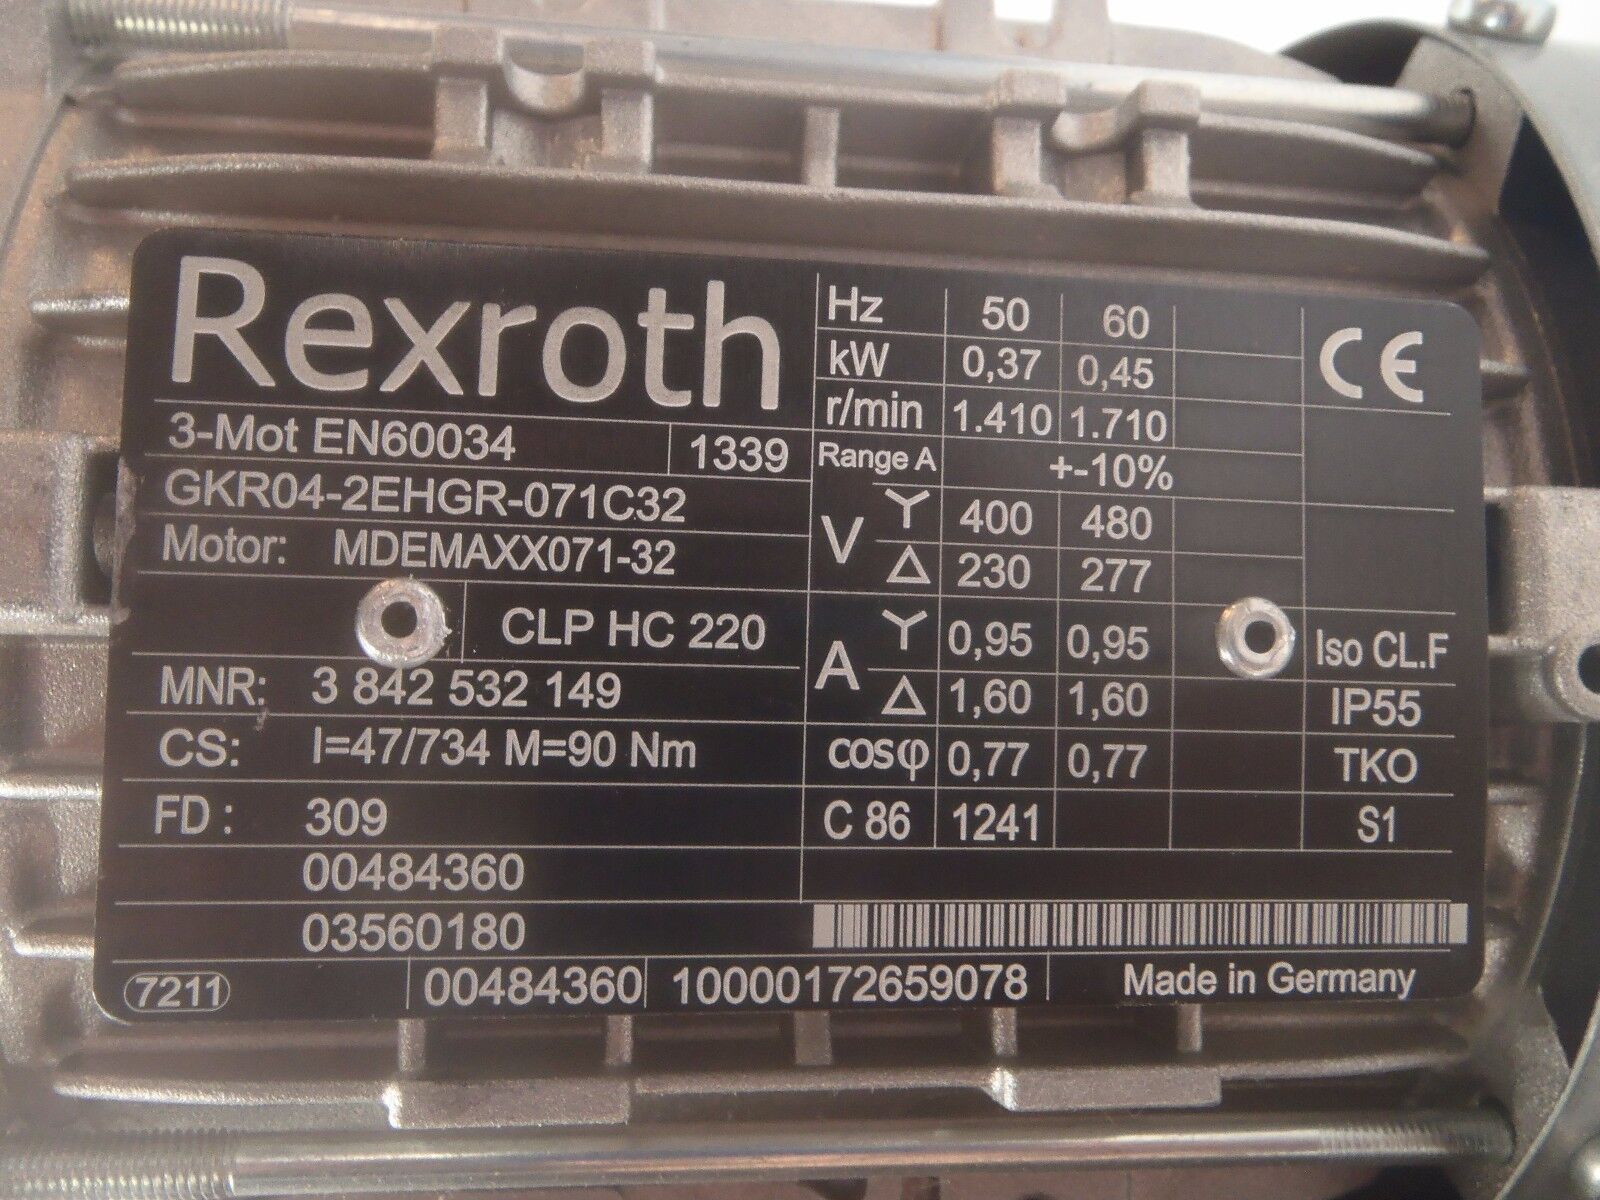 Rexroth
3-Mot EN60034 1339
GKR04-2EHGR-071C32
Motor: MDEMAXX071-32
CLP HC 220
MNR: 3 842 532 149
CS: I=47/734 M=90 Nm
FD : 309
00484360
03560180
7211 00484360 10000172659078 Made in Germany
Hz 50 60
kW 0,37 0,45
r/min 1.410 1.710
Range A +-10%
V 400 480
230 277
A 0,95 0,95
1,60 1,60
cosφ 0,77 0,77
C 86 1241
CE
Iso CL.F
IP55
TKO
S1